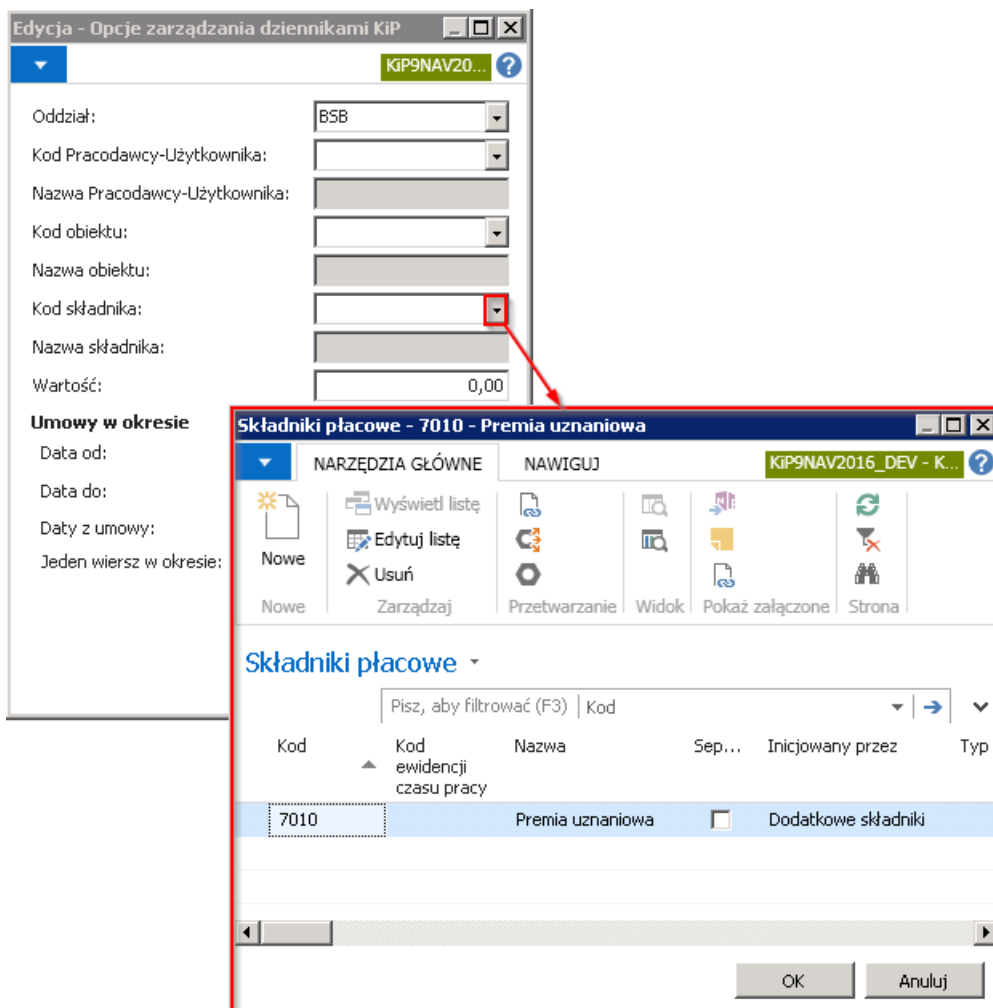 Edycja - Opcje zarządzania dziennikami KiP
KiP9NAV20...
Oddział:
BSB
Kod Pracodawcy-Użytkownika:
Nazwa Pracodawcy-Użytkownika:
Kod obiektu:
Nazwa obiektu:
Kod składnika:
Nazwa składnika:
Wartość:
0,00
Umowy w okresie
Data od:
Data do:
Daty z umowy:
Jeden wiersz w okresie:
Składniki płacowe - 7010 - Premia uznaniowa
NARZĘDZIA GŁÓWNE
NAWIGUJ
KiP9NAV2016_DEV - K...
Nowe
Wyświetl listę
Edytuj listę
Usuń
Nowe
Zarządzaj
Przetwarzanie
Widok
Pokaż załączone
Strona
Składniki płacowe
Pisz, aby filtrować (F3)
Kod
Kod
Kod
ewidencji
czasu pracy
Nazwa
Sep...
Inicjowany przez
Typ
7010
Premia uznaniowa
Dodatkowe składniki
OK
Anuluj